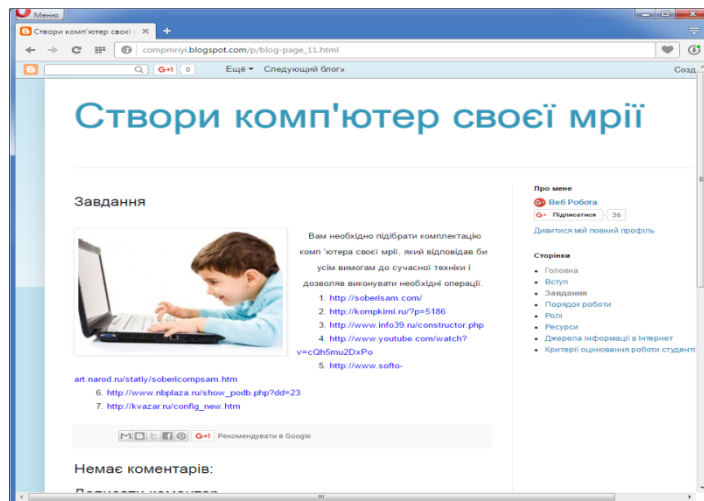 Меню
Створи комп'ютер своєї
compmriyi.blogspot.com/p/blog-page_11.html
G+1 0 Ещё Следующий блог» Созд
Створи комп'ютер своєї мрії
Завдання
Вам необхідно підібрати комплектацію
комп 'ютера своєї мрії, який відповідав би
усім вимогам до сучасної техніки і
дозволяв виконувати необхідні операції.
1. http://soberisam.com/
2. http://kompkimi.ru/?p=5186
3. http://www.info39.ru/constructor.php
4. http://www.youtube.com/watch?
v=cQh5mu2DxPo
5. http://www.softo-
art.narod.ru/statiy/sobericompsam.htm
6. http://www.nbplaza.ru/show_podb.php?dd=23
7. http://kvazar.ru/config_new.htm
G+1 Рекомендувати в Google
Немає коментарів:
Про мене
Веб Робота
G+ Підписатися 36
Дивитися мій повний профіль
Сторінки
Головна
Вступ
Завдання
Порядок роботи
Ролі
Ресурси
Джерела інформації в Інтернет
Критерії оцінювання роботи студенті